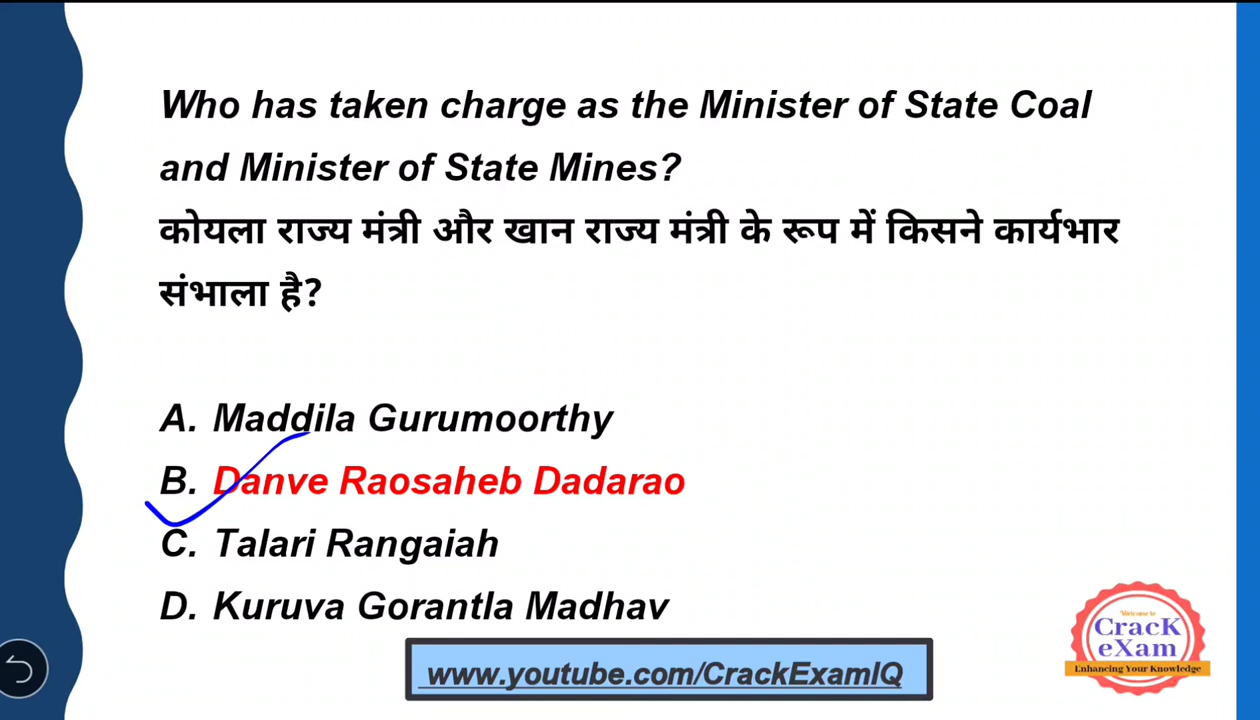 Who has taken charge as the Minister of State Coal
and Minister of State Mines?
कोयला राज्य मंत्री और खान राज्य मंत्री के रूप में किसने कार्यभार
संभाला है?
A. Maddila Gurumoorthy
B. Danve Raosaheb Dadarao
C. Talari Rangaiah
D. Kuruva Gorantla Madhav
www.youtube.com/CrackExamIQ
Welcome to
CracK
eXam
Enhancing Your Knowledge